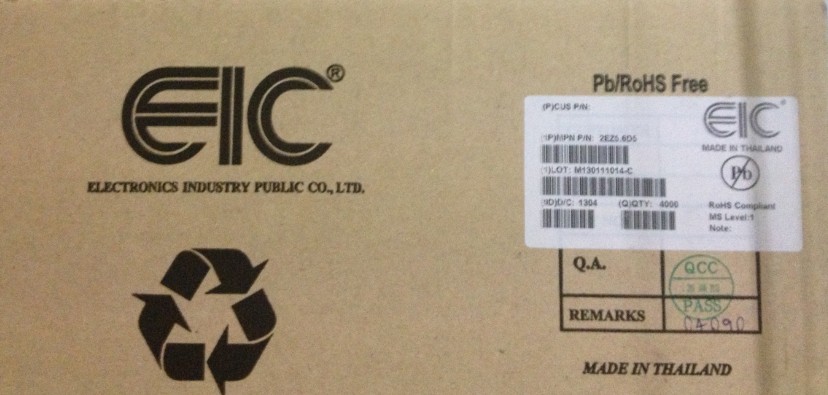 EIC®
ELECTRONICS INDUSTRY PUBLIC CO., LTD.
Pb/RoHS Free
(P)CUS P/N:
EIC®
MADE IN THAILAND
(1P)MPN P/N: 2EZ5.6D5
Pb
(1)LOT: M130111014-C
(9D)D/C: 1304 (Q)QTY: 4000
RoHS Compliant
MS Level:1
Note:
Q.A.
QCC
PASS
REMARKS
04090
MADE IN THAILAND